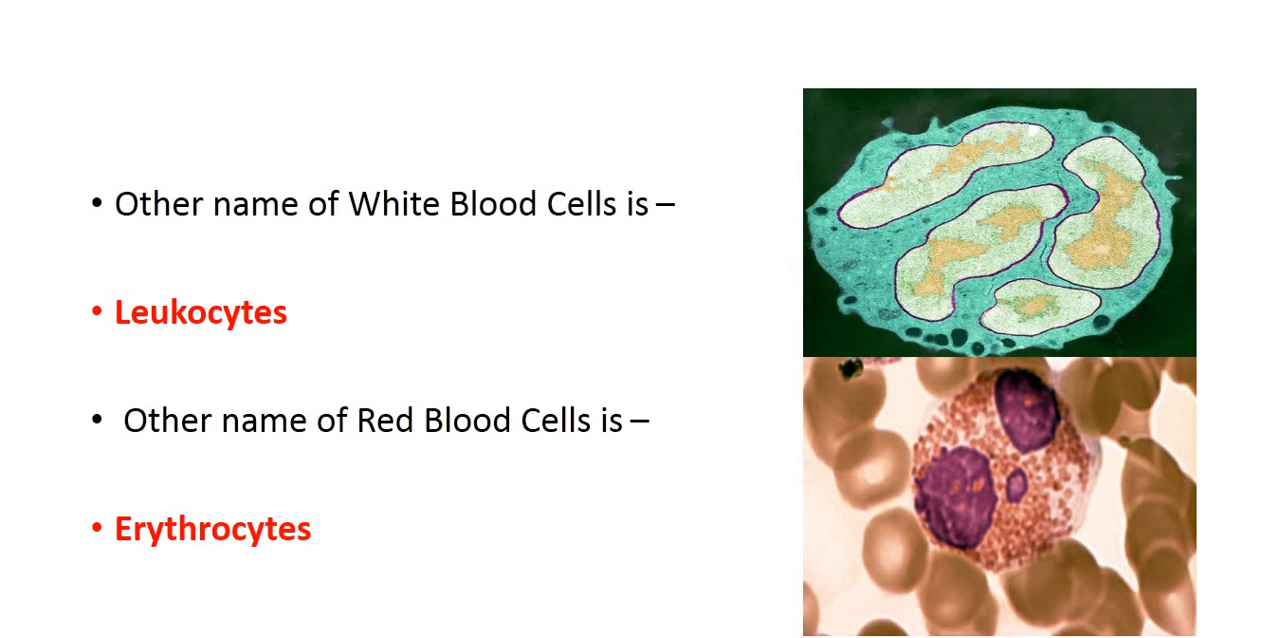 • Other name of White Blood Cells is –
• Leukocytes
• Other name of Red Blood Cells is –
• Erythrocytes